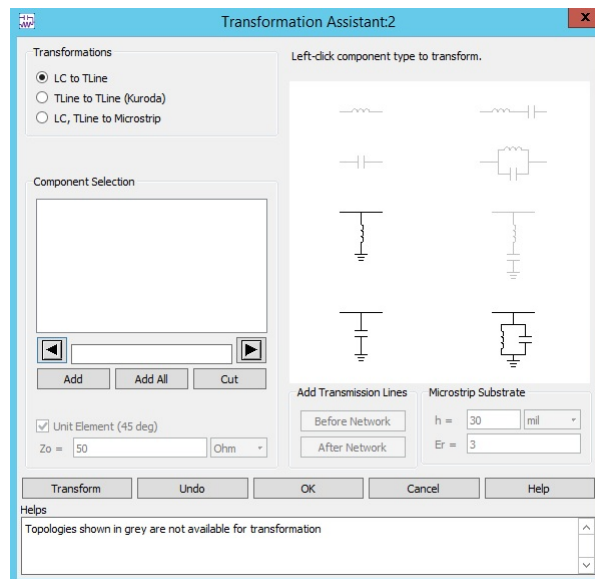 Transformation Assistant:2
x
Transformations
LC to TLine
TLine to TLine (Kuroda)
LC, TLine to Microstrip
Left-click component type to transform.
Component Selection
Add Add All Cut
Unit Element (45 deg)
Zo = 50 Ohm
Add Transmission Lines
Before Network
After Network
Microstrip Substrate
h = 30 mil
Er = 3
Transform Undo OK Cancel Help
Helps
Topologies shown in grey are not available for transformation